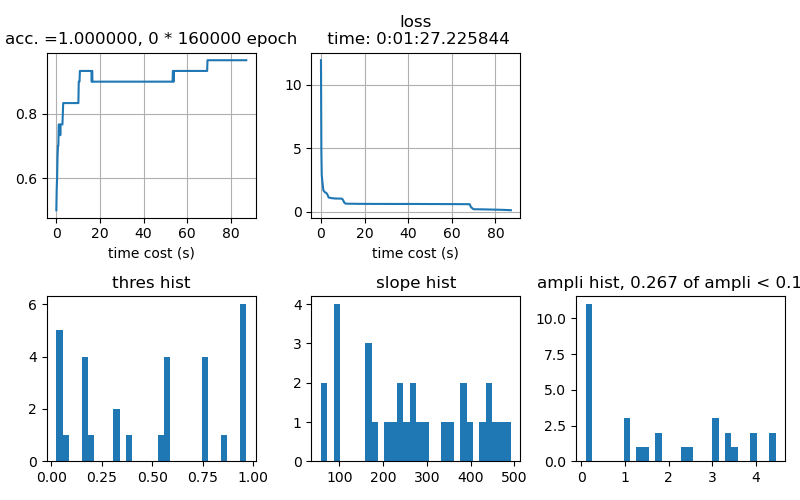 acc. =1.000000, 0 * 160000 epoch
0.8
0.6
0 20 40 60 80
time cost (s)
loss
time: 0:01:27.225844
10
5
0
0 20 40 60 80
time cost (s)
thres hist
6
4
2
0
0.00 0.25 0.50 0.75 1.00
slope hist
4
3
2
1
0
100 200 300 400 500
ampli hist, 0.267 of ampli < 0.1
10.0
7.5
5.0
2.5
0.0
0 1 2 3 4